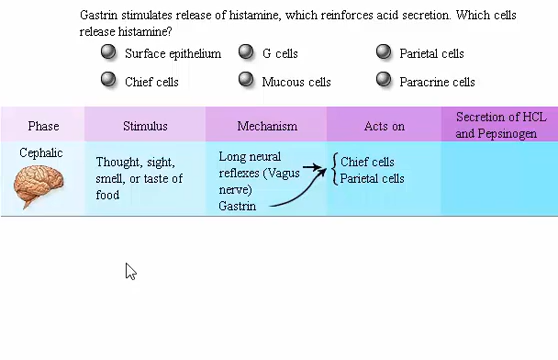 Gastrin stimulates release of histamine, which reinforces acid secretion. Which cells
release histamine?
Surface epithelium
G cells
Parietal cells
Chief cells
Mucous cells
Paracrine cells
Phase
Stimulus
Mechanism
Acts on
Secretion of HCL
and Pepsinogen
Cephalic
Thought, sight,
smell, or taste of
food
Long neural
reflexes (Vagus
nerve)
Gastrin
Chief cells
Parietal cells